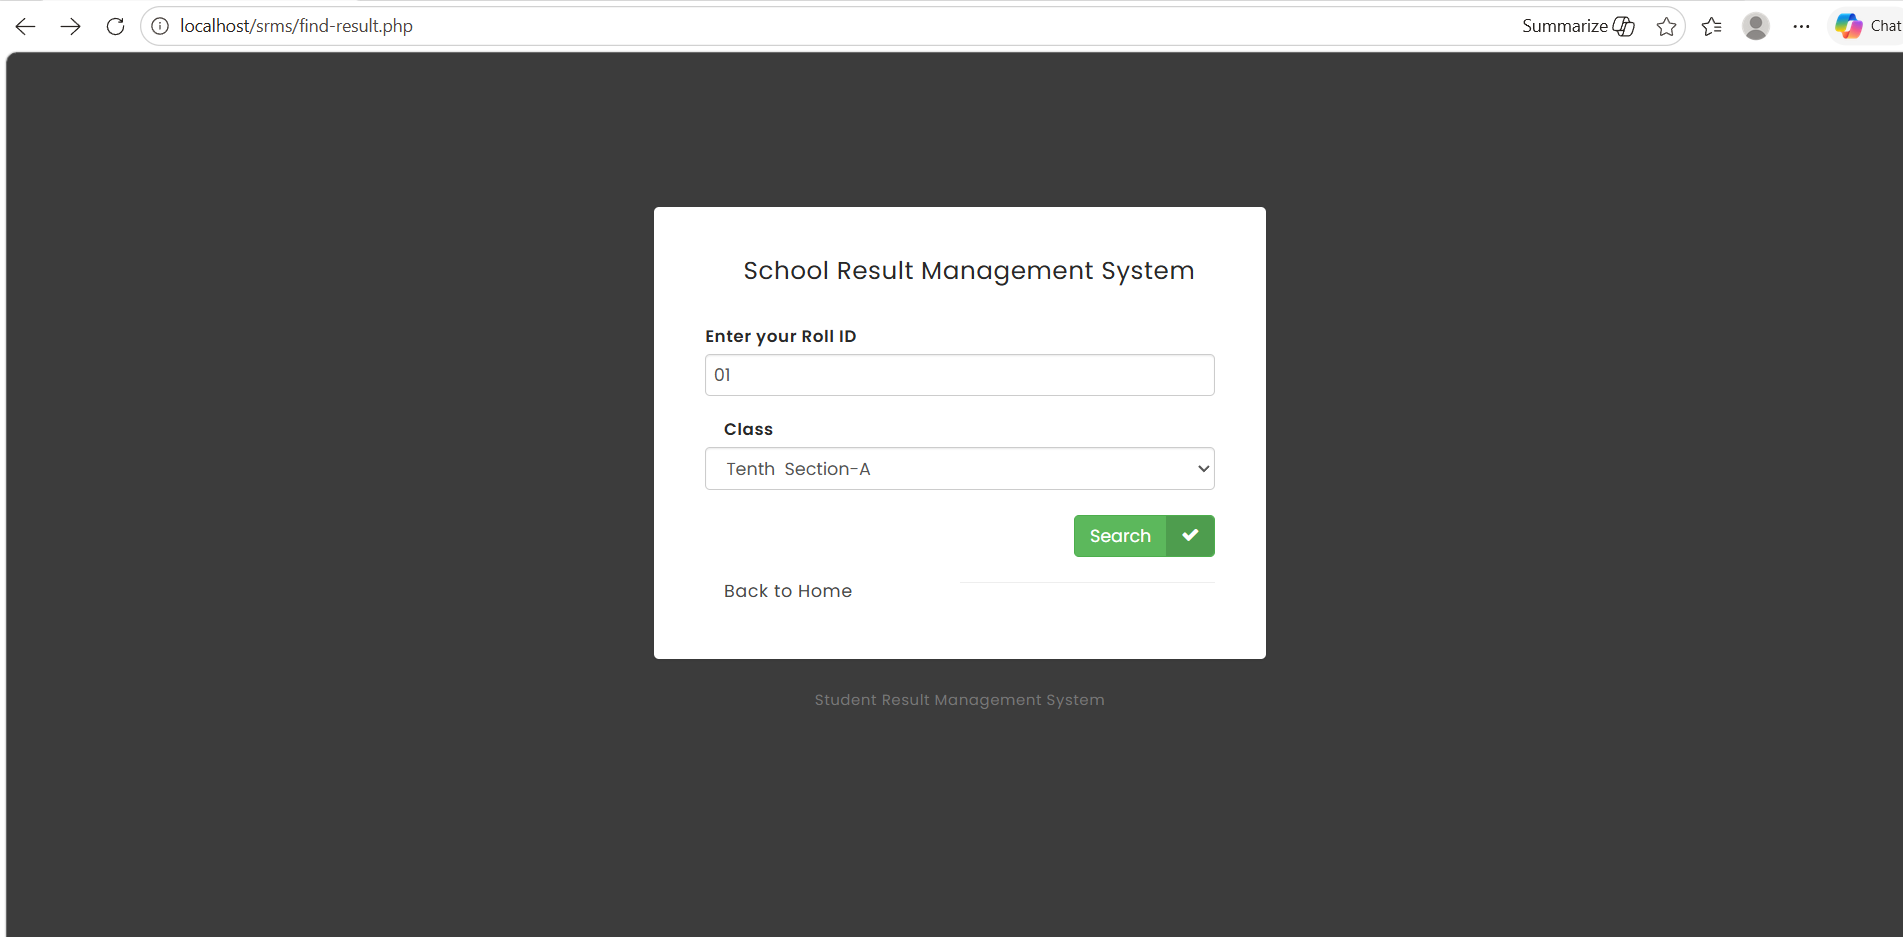 localhost/srms/find-result.php
Summarize
Chat
School Result Management System
Enter your Roll ID
01
Class
Tenth Section-A
Search
Back to Home
Student Result Management System